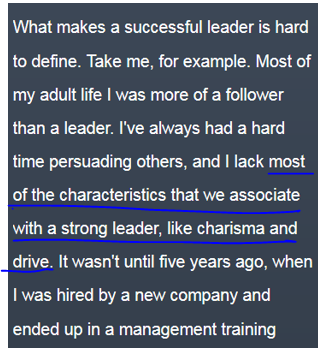 What makes a successful leader is hard
to define. Take me, for example. Most of
my adult life I was more of a follower
than a leader. I've always had a hard
time persuading others, and I lack most
of the characteristics that we associate
with a strong leader, like charisma and
drive. It wasn't until five years ago, when
I was hired by a new company and
ended up in a management training